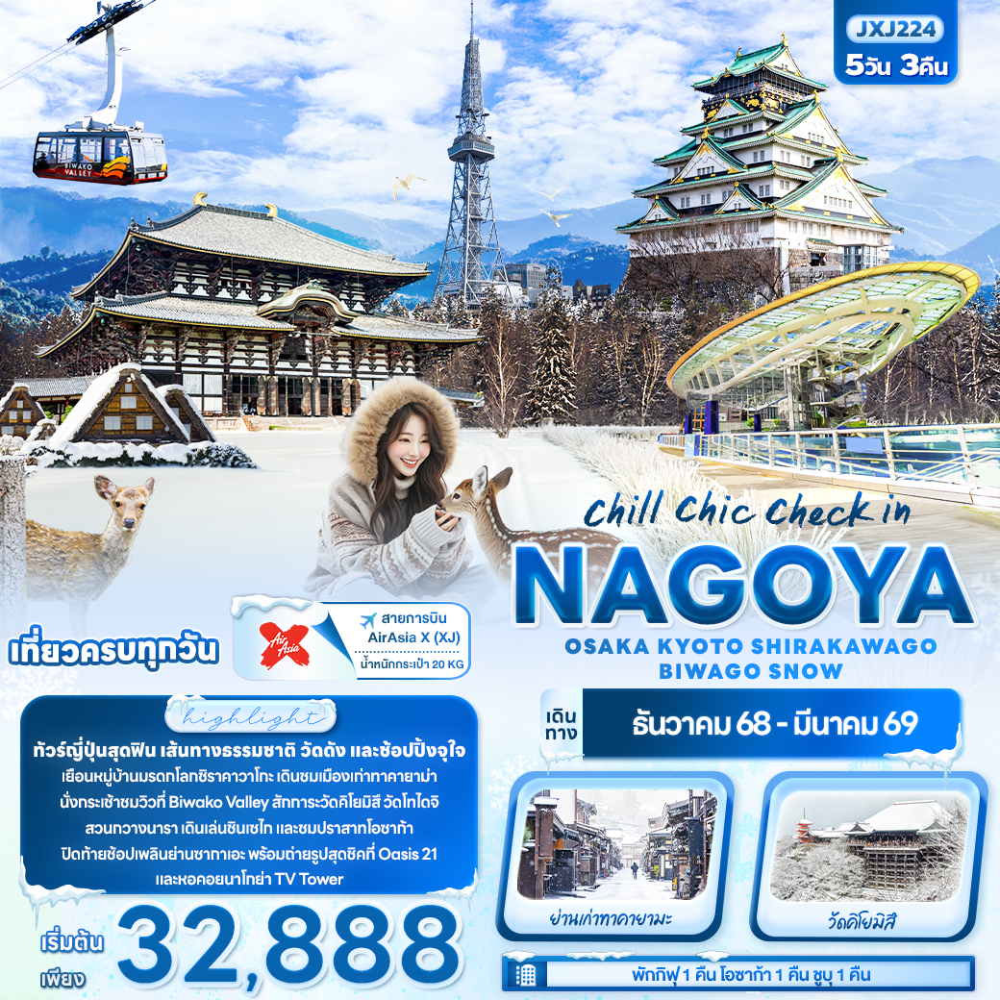 JXJ224
5วัน 3คืน
BIWAKO
VALLEY
Chill Chic Check in
NAGOYA
OSAKA KYOTO SHIRAKAWAGO
BIWAGO SNOW
เที่ยวครบทุกวัน
Air
Asia
X
สายการบิน
AirAsia X (XJ)
น้ำหนักกระเป๋า 20 KG
highlight
ทัวร์ญี่ปุ่นสุดฟิน เส้นทางธรรมชาติ วัดดัง และช้อปปิ้งจุใจ
เยือนหมู่บ้านมรดกโลกชิราคาวาโกะ เดินชมเมืองเก่าทาคายาม่า
นั่งกระเช้าชมวิวที่ Biwako Valley สักการะวัดคิโยมิสึ วัดโทไดจิ
สวนกวางนารา เดินเล่นชินเซไก และชมปราสาทโอซาก้า
ปิดท้ายช้อปเพลินย่านซากาเอะ พร้อมถ่ายรูปสุดชิคที่ Oasis 21
และหอคอยนาโกย่า TV Tower
เริ่มต้น
เพียง
32,888
เดิน
ทาง
ธันวาคม 68 - มีนาคม 69
ย่านเก่าทาคายามะ
วัดคิโยมิสึ
พักกิฟุ 1 คืน โอซาก้า 1 คืน ชูบุ 1 คืน